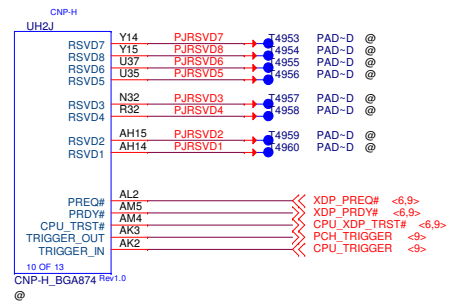 CNP-H
UH2J
RSVD7 Y14 PJRSVD7 T4953 PAD~D @
RSVD8 Y15 PJRSVD8 T4954 PAD~D @
RSVD6 U37 PJRSVD6 T4955 PAD~D @
RSVD5 U35 PJRSVD5 T4956 PAD~D @
RSVD3 N32 PJRSVD3 T4957 PAD~D @
RSVD4 R32 PJRSVD4 T4958 PAD~D @
RSVD2 AH15 PJRSVD2 T4959 PAD~D @
RSVD1 AH14 PJRSVD1 T4960 PAD~D @
PREQ# AL2 XDP_PREQ# <6,9>
PRDY# AM5 XDP_PRDY# <6,9>
CPU_TRST# AM4 CPU_XDP_TRST# <6,9>
TRIGGER_OUT AK3 PCH_TRIGGER <9>
TRIGGER_IN AK2 CPU_TRIGGER <9>
10 OF 13
CNP-H_BGA874 Rev1.0
@